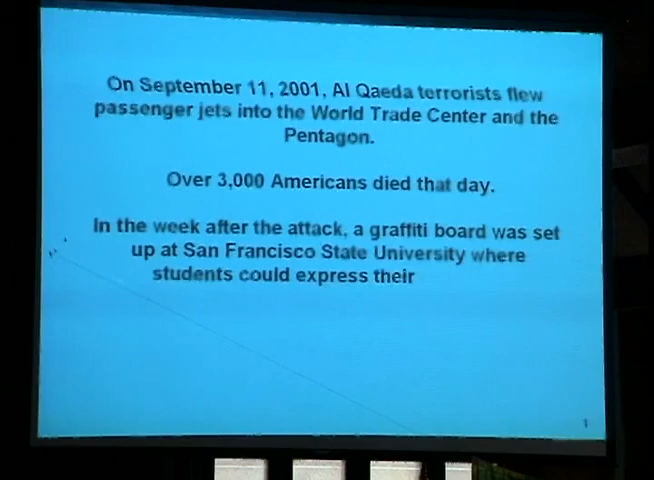 On September 11, 2001, Al Qaeda terrorists flew
passenger jets into the World Trade Center and the
Pentagon.
Over 3,000 Americans died that day.
In the week after the attack, a graffiti board was set
up at San Francisco State University where
students could express their
1